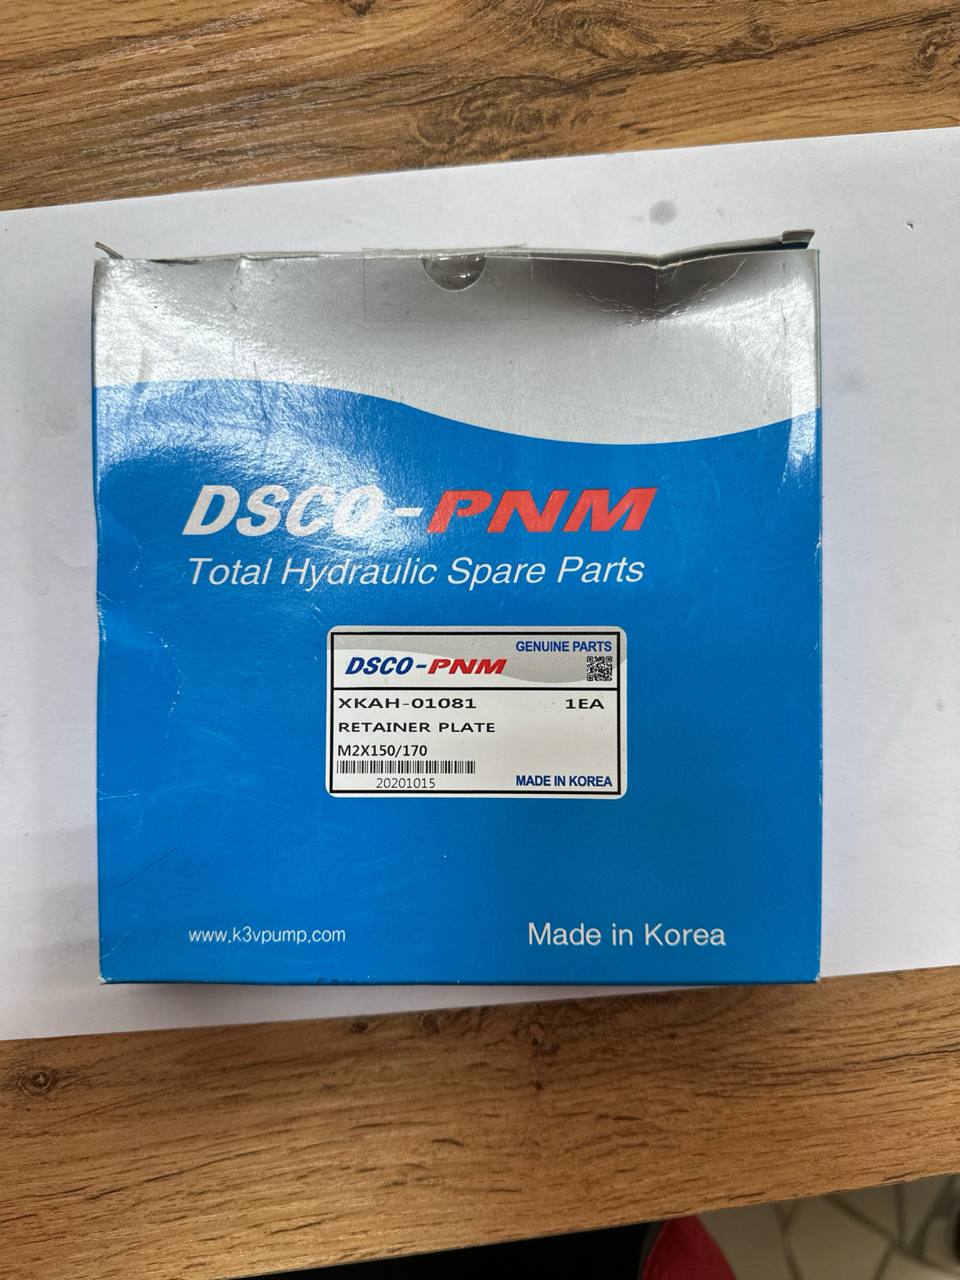 DSCO-PNM
Total Hydraulic Spare Parts
GENUINE PARTS
DSCO-PNM
XKAH-01081 1EA
RETAINER PLATE
M2X150/170
20201015
MADE IN KOREA
www.k3vpump.com
Made in Korea